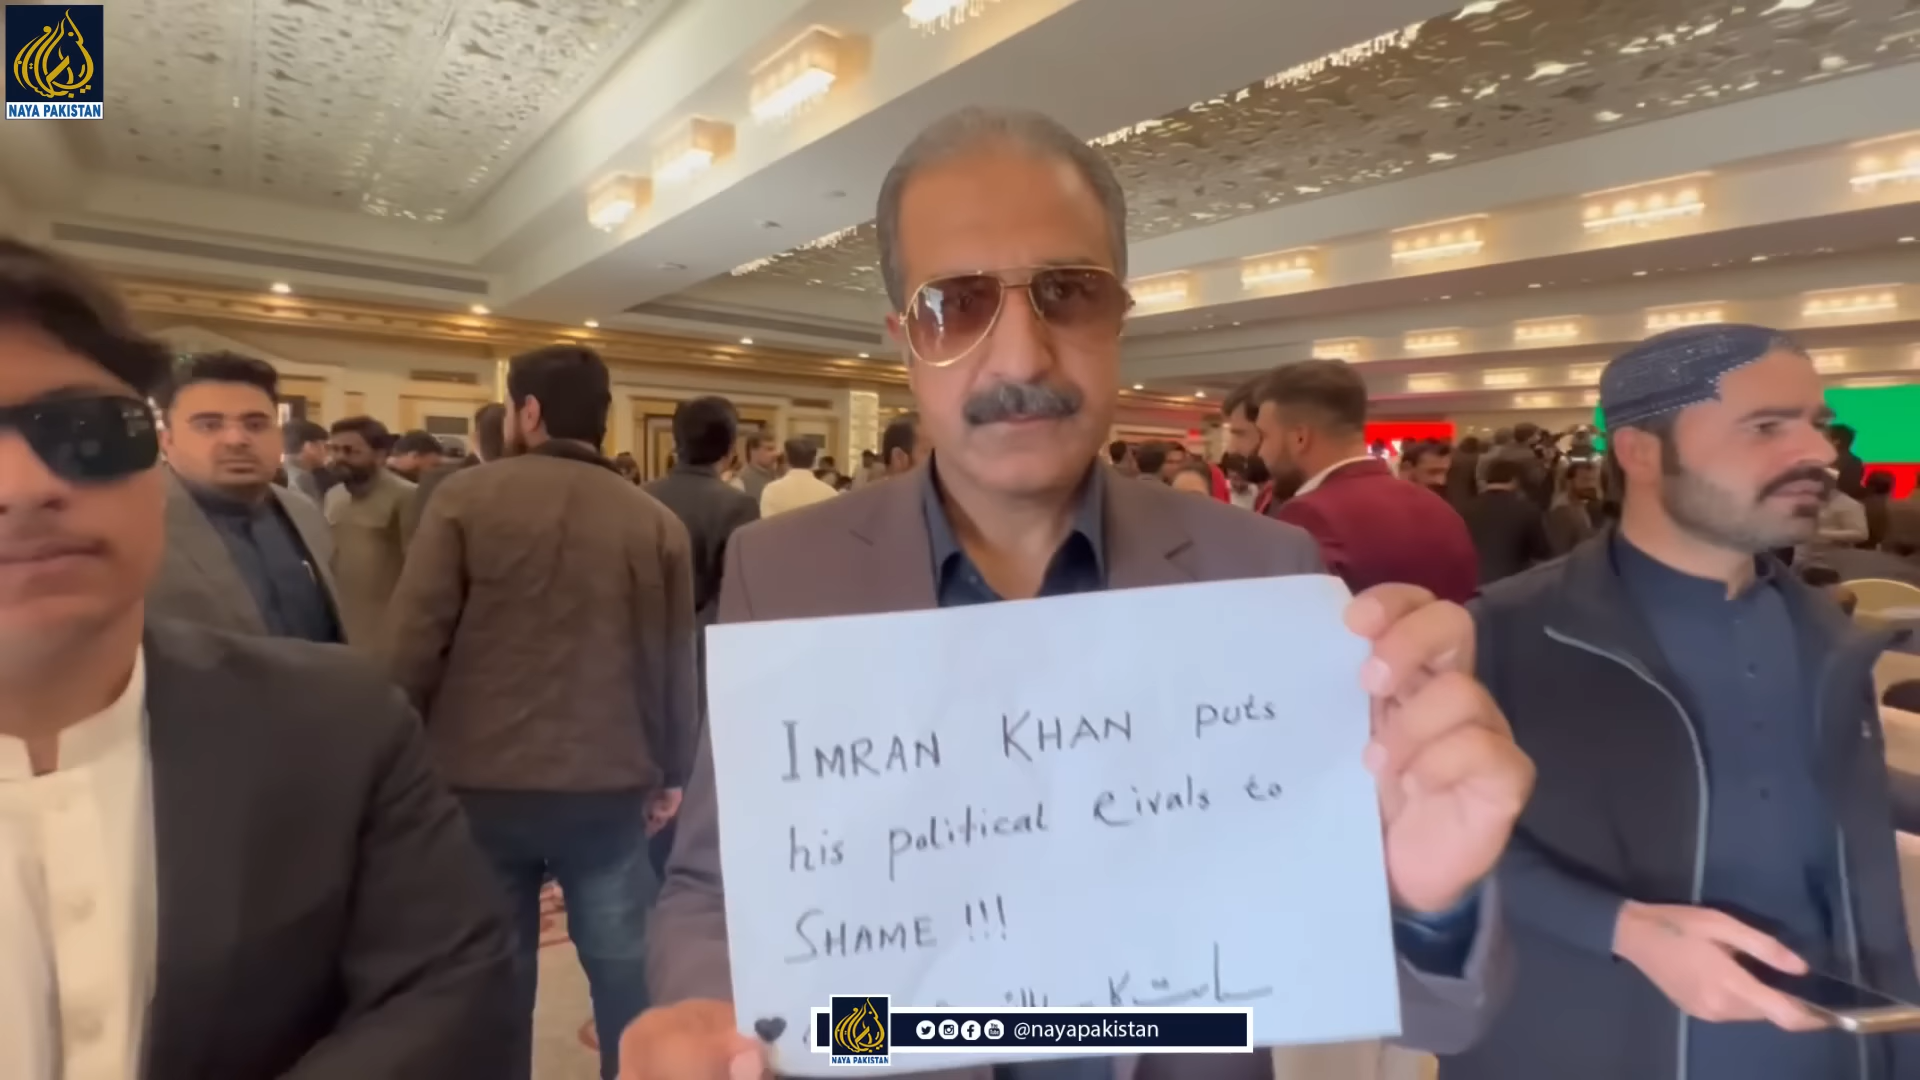 NAYA PAKISTAN
IMRAN KHAN puts
his political Rivals to
SHAME !!!
NAYA PAKISTAN
@nayapakistan